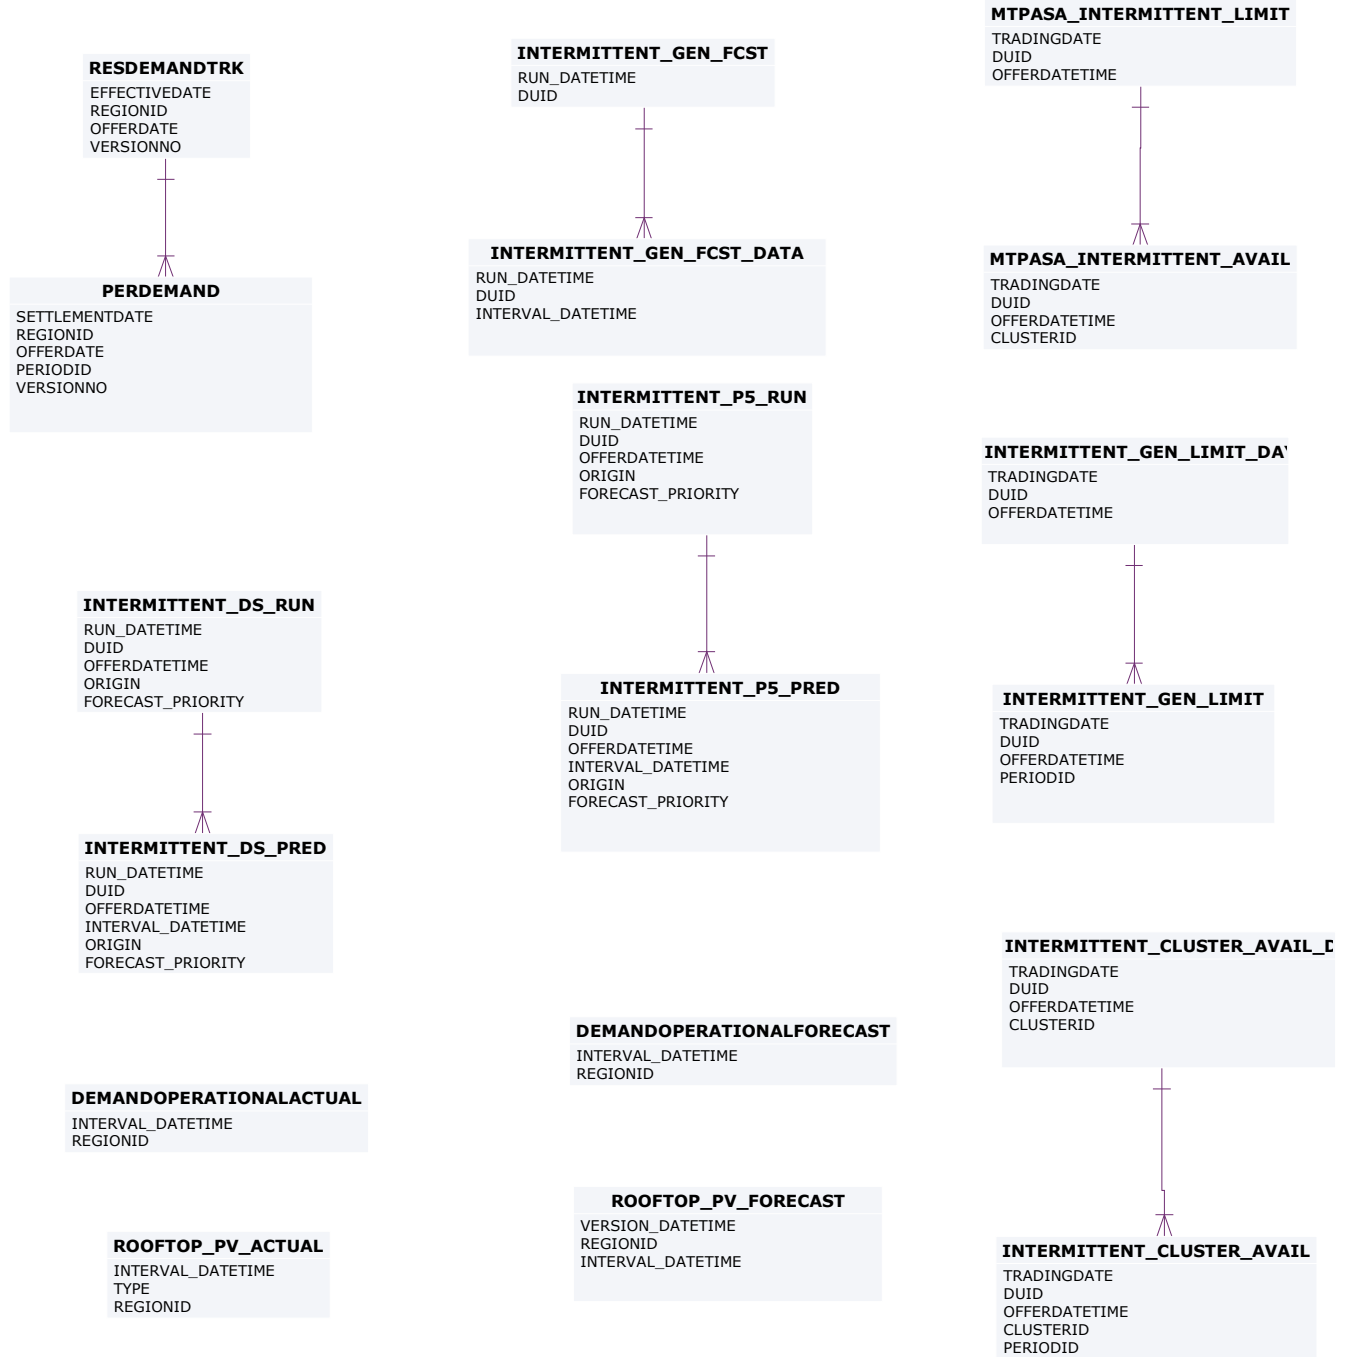 RESDEMANDTRK
EFFECTIVEDATE
REGIONID
OFFERDATE
VERSIONNO
PERDEMAND
SETTLEMENTDATE
REGIONID
OFFERDATE
PERIODID
VERSIONNO
INTERMITTENT_DS_RUN
RUN_DATETIME
DUID
OFFERDATETIME
ORIGIN
FORECAST_PRIORITY
INTERMITTENT_DS_PRED
RUN_DATETIME
DUID
OFFERDATETIME
INTERVAL_DATETIME
ORIGIN
FORECAST_PRIORITY
DEMANDOPERATIONALACTUAL
INTERVAL_DATETIME
REGIONID
ROOFTOP_PV_ACTUAL
INTERVAL_DATETIME
TYPE
REGIONID
INTERMITTENT_GEN_FCST
RUN_DATETIME
DUID
INTERMITTENT_GEN_FCST_DATA
RUN_DATETIME
DUID
INTERVAL_DATETIME
INTERMITTENT_P5_RUN
RUN_DATETIME
DUID
OFFERDATETIME
ORIGIN
FORECAST_PRIORITY
INTERMITTENT_P5_PRED
RUN_DATETIME
DUID
OFFERDATETIME
INTERVAL_DATETIME
ORIGIN
FORECAST_PRIORITY
DEMANDOPERATIONALFORECAST
INTERVAL_DATETIME
REGIONID
ROOFTOP_PV_FORECAST
VERSION_DATETIME
REGIONID
INTERVAL_DATETIME
MTPASA_INTERMITTENT_LIMIT
TRADINGDATE
DUID
OFFERDATETIME
MTPASA_INTERMITTENT_AVAIL
TRADINGDATE
DUID
OFFERDATETIME
CLUSTERID
INTERMITTENT_GEN_LIMIT_DAY
TRADINGDATE
DUID
OFFERDATETIME
INTERMITTENT_GEN_LIMIT
TRADINGDATE
DUID
OFFERDATETIME
PERIODID
INTERMITTENT_CLUSTER_AVAIL_D
TRADINGDATE
DUID
OFFERDATETIME
CLUSTERID
INTERMITTENT_CLUSTER_AVAIL
TRADINGDATE
DUID
OFFERDATETIME
CLUSTERID
PERIODID